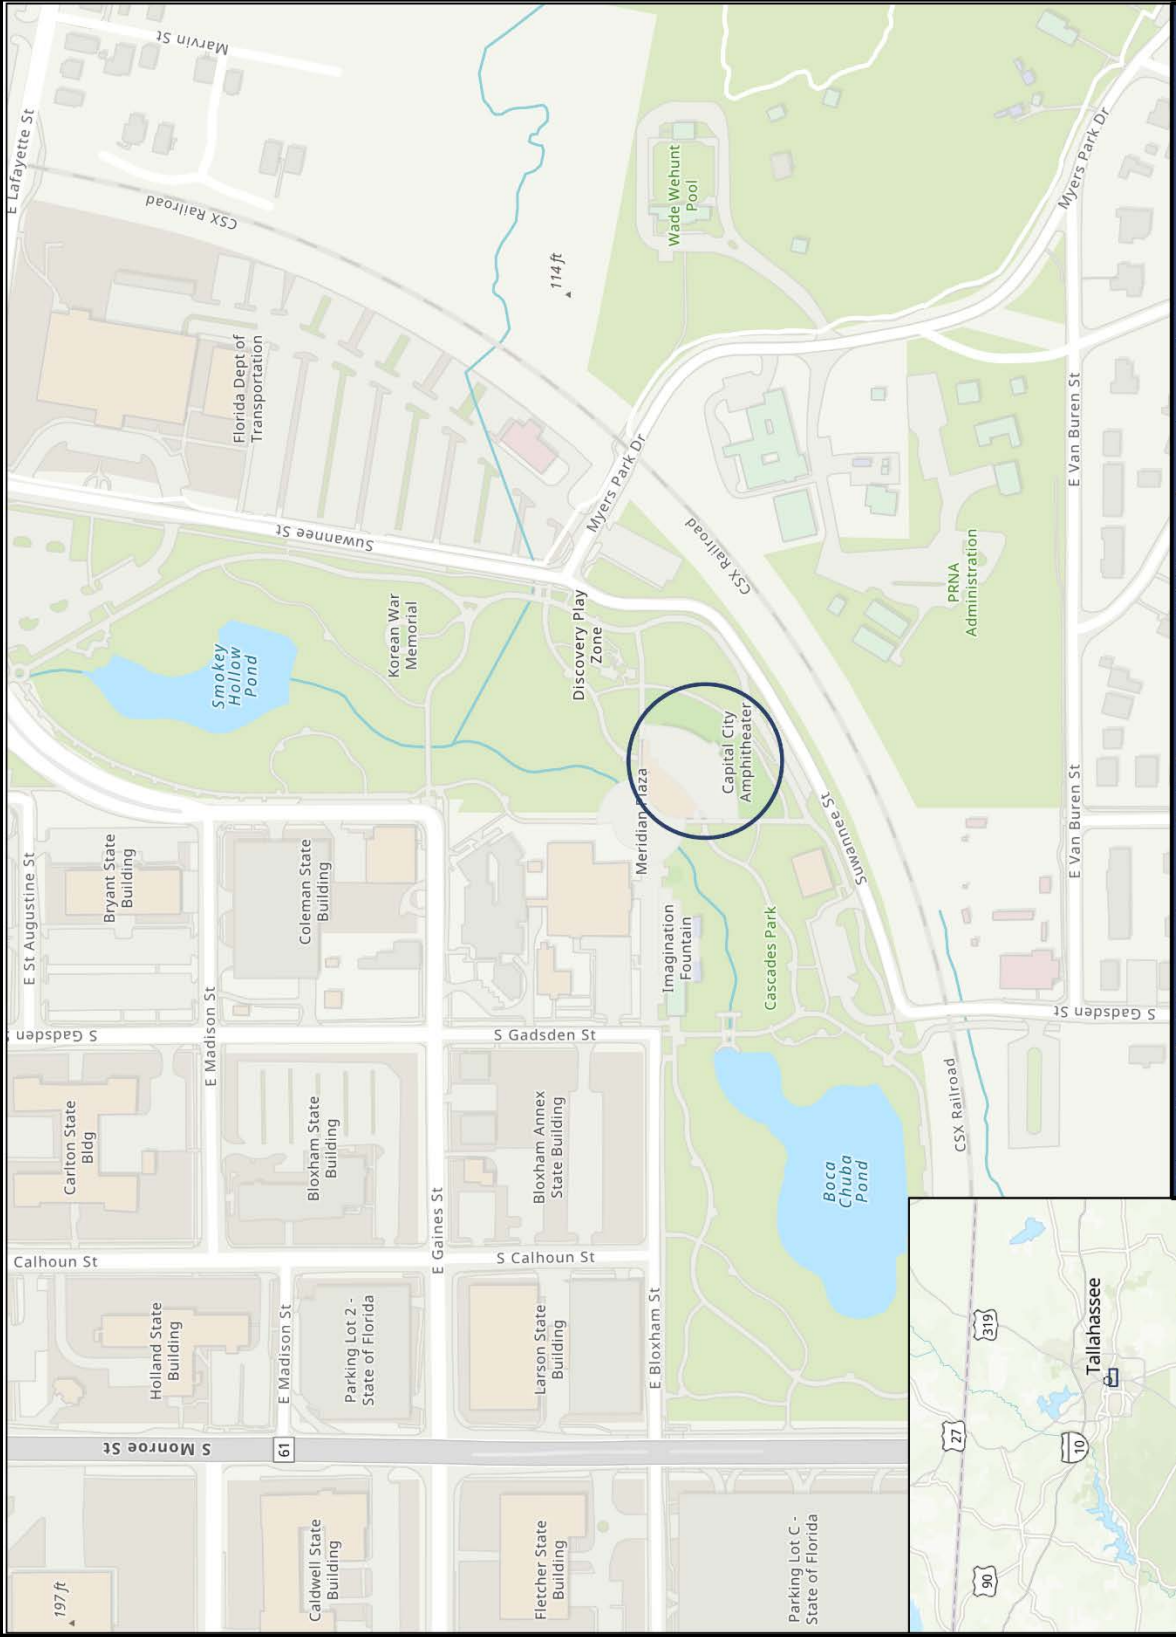 E Lafayette St
Marvin St
CSX Railroad
Florida Dept of
Transportation
114 ft
Wade Wehunt
Pool
Myers Park Dr
Suwannee St
Myers Park Dr
CSX Railroad
E Van Buren St
PRNA
Administration
Smokey
Hollow
Pond
Korean War
Memorial
Discovery Play
Zone
Meridian Plaza
Capital City
Amphitheater
Suwannee St
E Van Buren St
E St Augustine St
Bryant State
Building
Coleman State
Building
Imagination
Fountain
Cascades Park
S Gadsden S
E Madison St
S Gadsden St
S Gadsden St
CSX Railroad
Carlton State
Bldg
Bloxham State
Building
Bloxham Annex
State Building
Boca
Chuba
Pond
Calhoun St
E Gaines St
S Calhoun St
Holland State
Building
E Madison St
Parking Lot 2 -
State of Florida
Larson State
Building
E Bloxham St
S Monroe St
61
197 ft
Caldwell State
Building
Fletcher State
Building
Parking Lot C -
State of Florida
319
Tallahassee
27
10
90